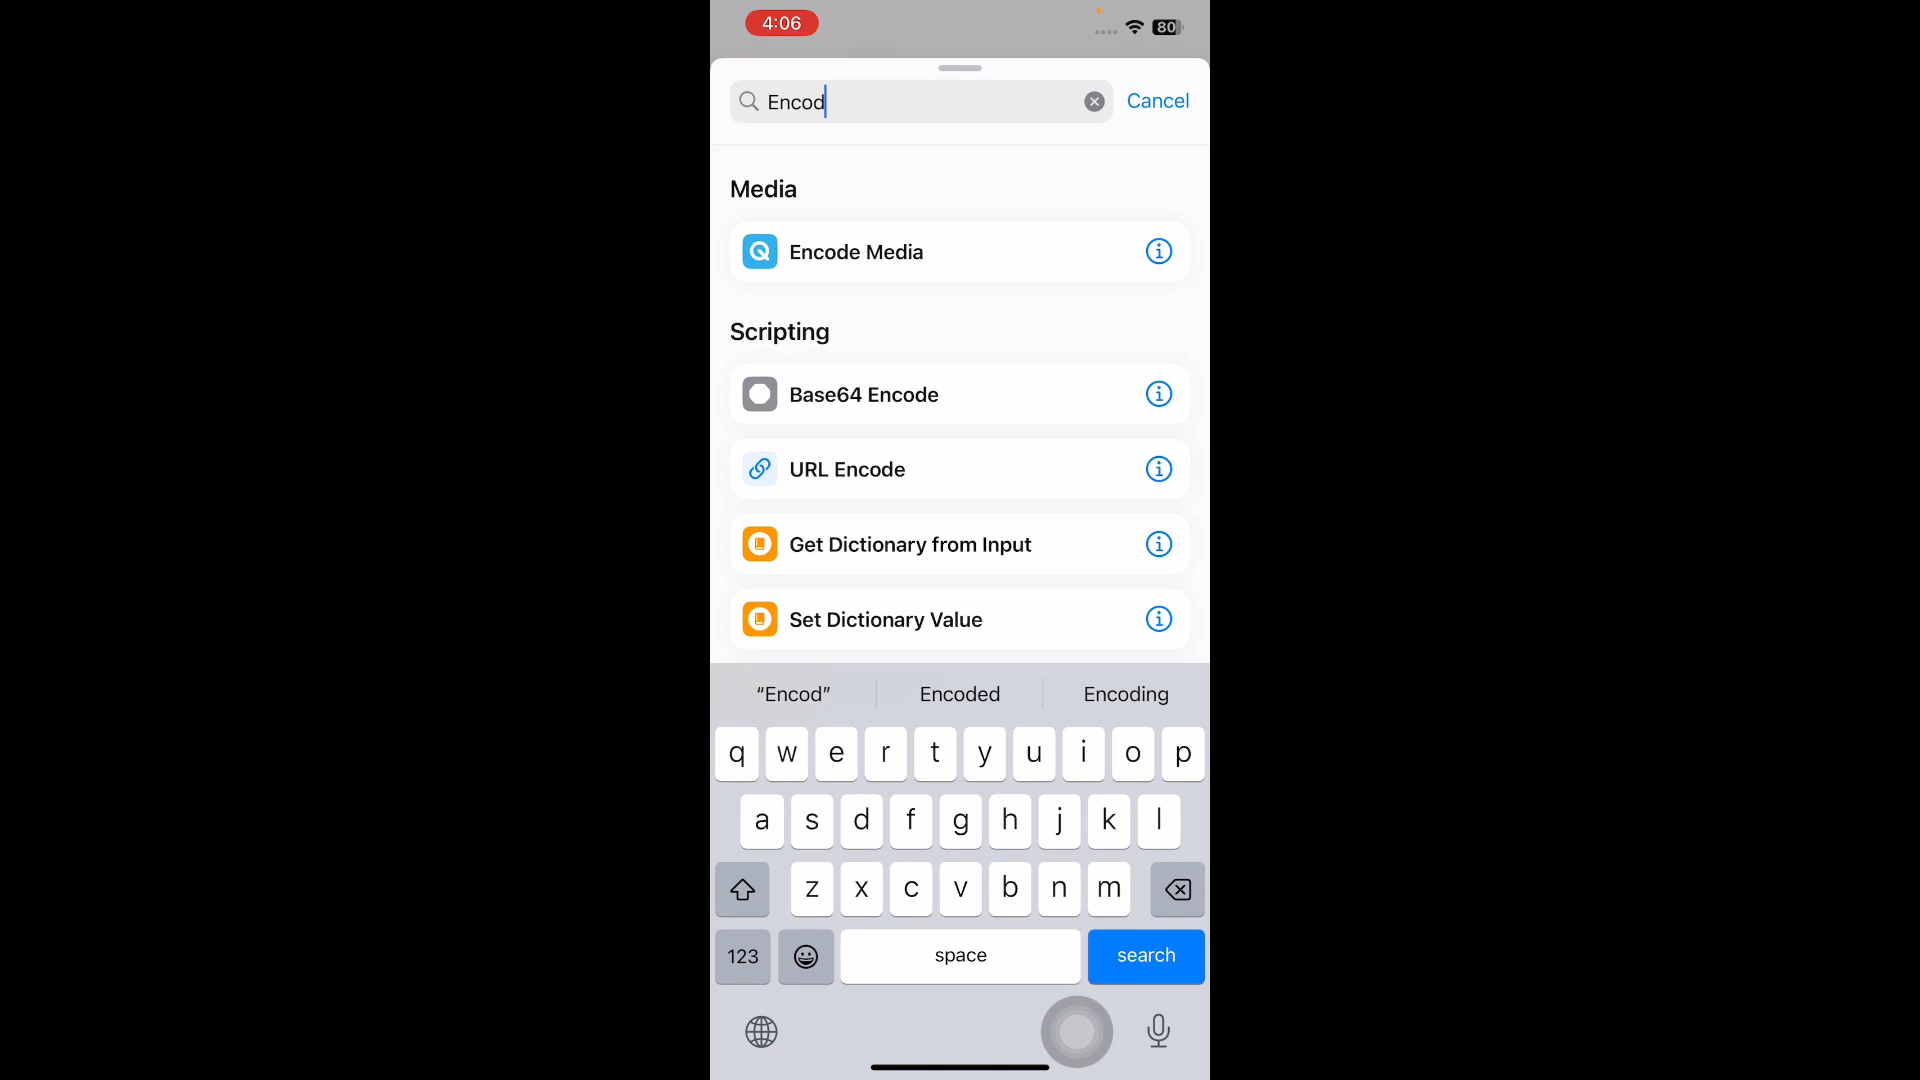 4:06
80
Encod
Cancel
Media
Encode Media
Scripting
Base64 Encode
URL Encode
Get Dictionary from Input
Set Dictionary Value
“Encod”
Encoded
Encoding
q w e r t y u i o p
a s d f g h j k l
z x c v b n m
123
space
search